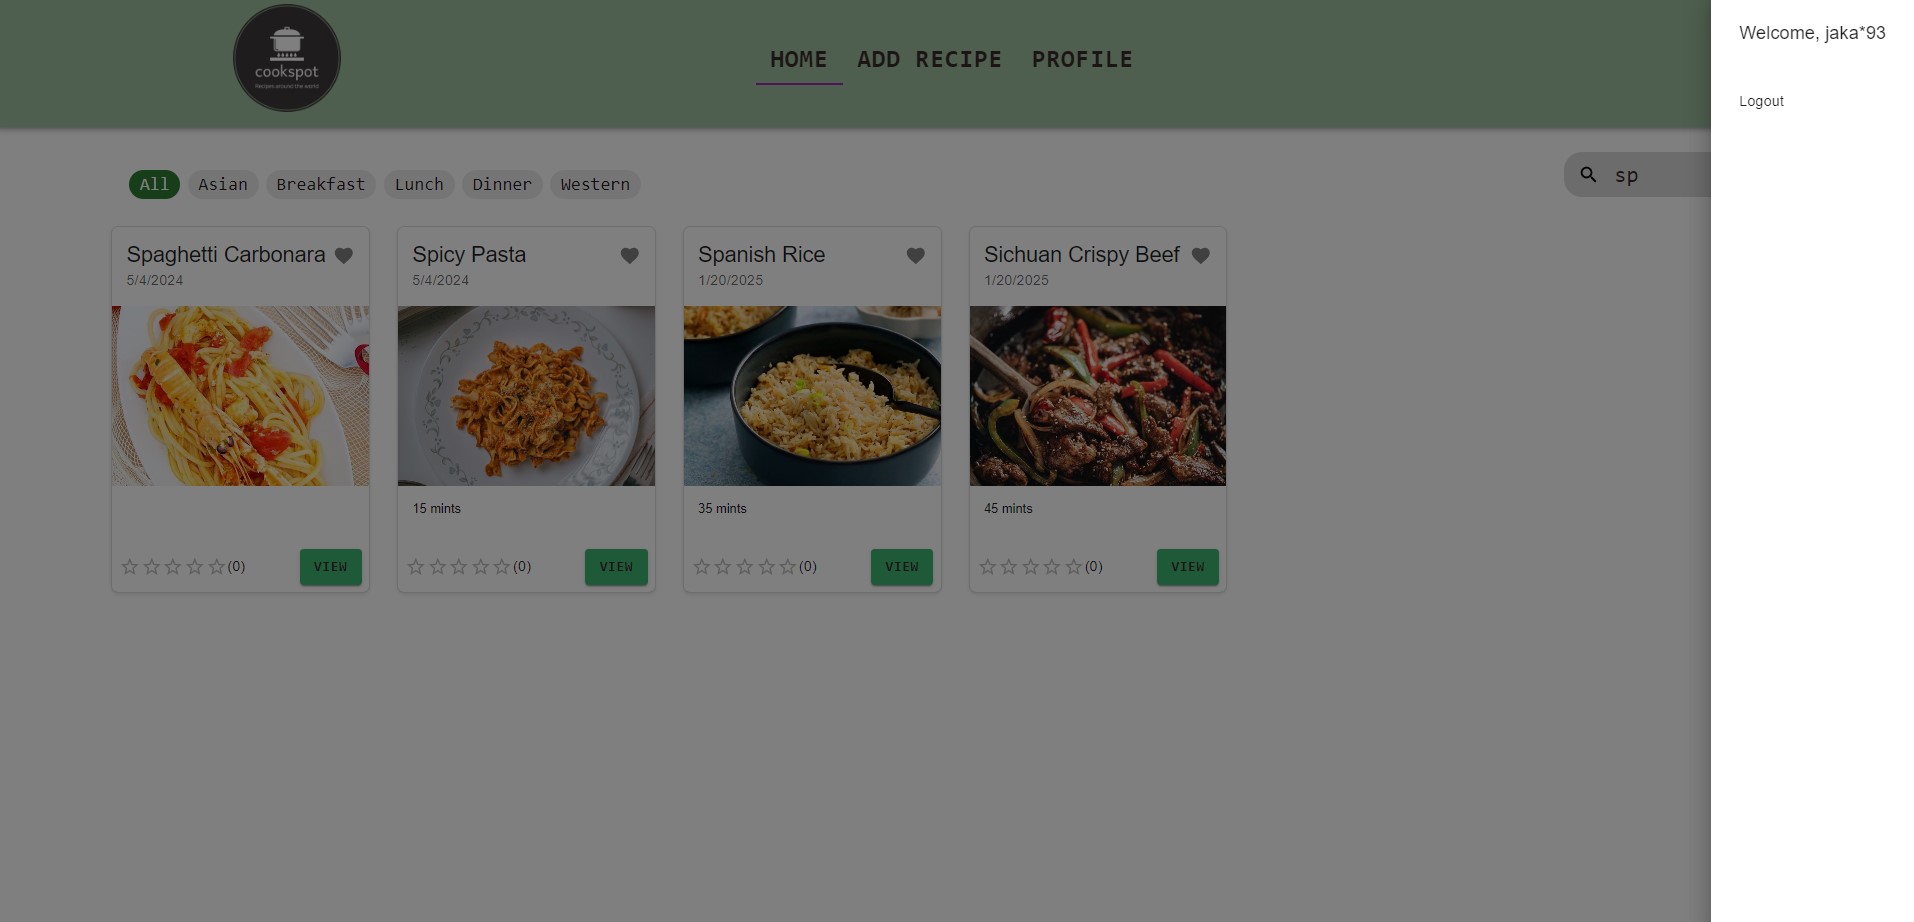 cookspot
Recipes around the world
HOME ADD RECIPE PROFILE
Welcome, jaka*93
Logout
All Asian Breakfast Lunch Dinner Western
sp
Spaghetti Carbonara
5/4/2024
(0) VIEW
Spicy Pasta
5/4/2024
15 mints
(0) VIEW
Spanish Rice
1/20/2025
35 mints
(0) VIEW
Sichuan Crispy Beef
1/20/2025
45 mints
(0) VIEW